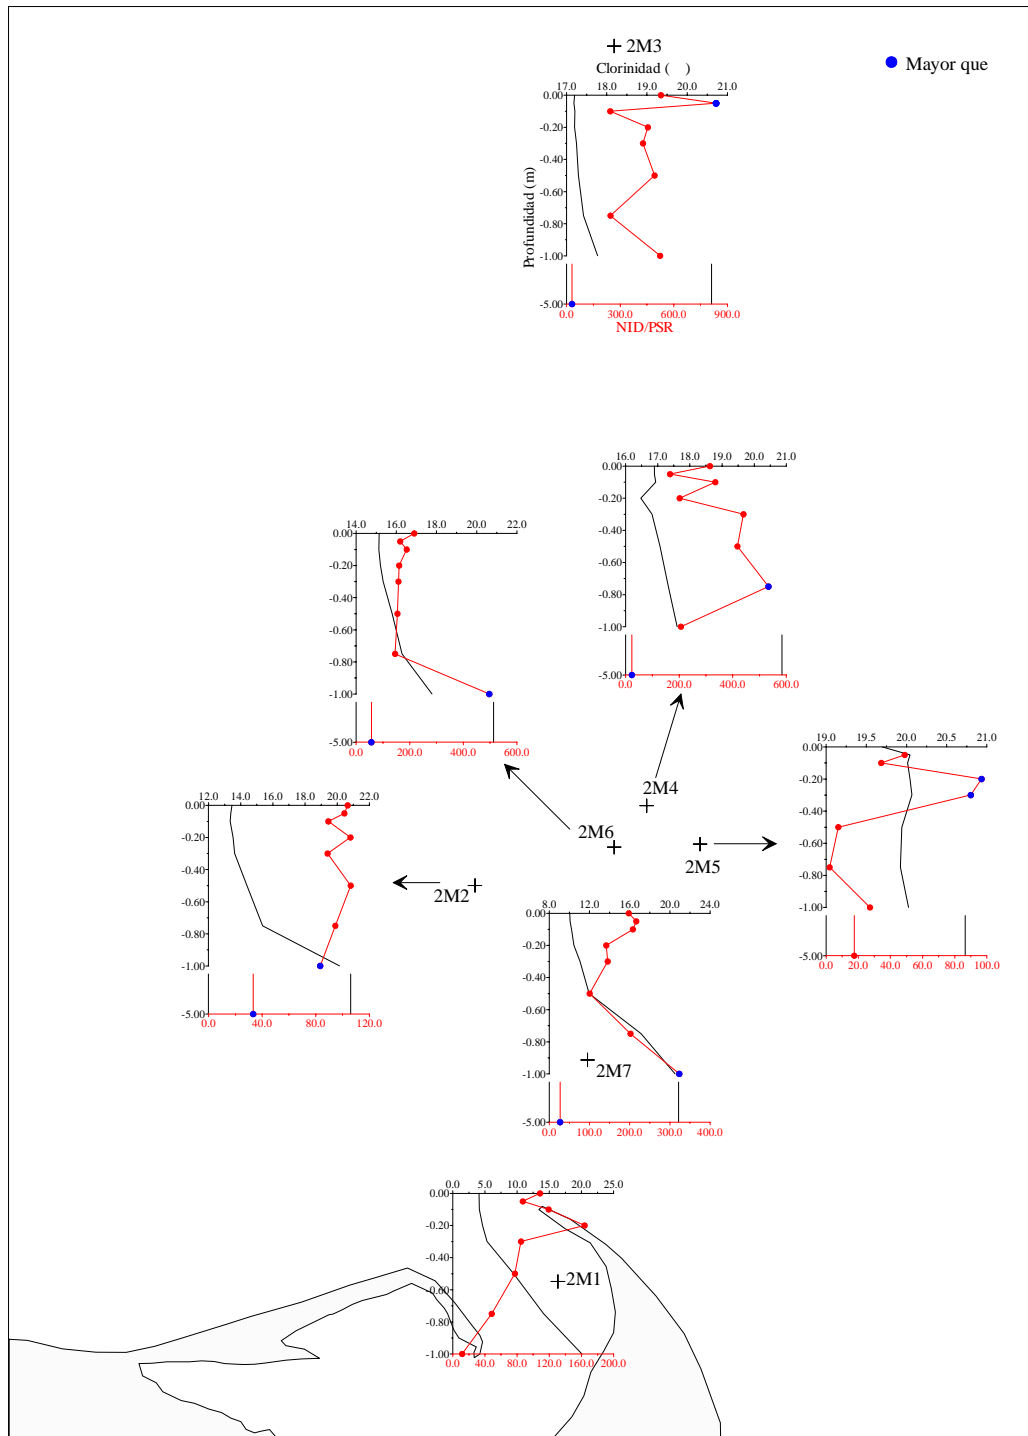 2M3
Mayor que
Clorinidad ( )
17.0 18.0 19.0 20.0 21.0
0.00
-0.20
-0.40
-0.60
-0.80
-1.00
-5.00
Profundidad (m)
0.0 300.0 600.0 900.0
NID/PSR
16.0 17.0 18.0 19.0 20.0 21.0
0.00
-0.20
-0.40
-0.60
-0.80
-1.00
-5.00
0.0 200.0 400.0 600.0
14.0 16.0 18.0 20.0 22.0
0.00
-0.20
-0.40
-0.60
-0.80
-1.00
-5.00
0.0 200.0 400.0 600.0
19.0 19.5 20.0 20.5 21.0
0.00
-0.20
-0.40
-0.60
-0.80
-1.00
-5.00
0.0 20.0 40.0 60.0 80.0 100.0
2M4
2M6
2M5
2M2
12.0 14.0 16.0 18.0 20.0 22.0
0.00
-0.20
-0.40
-0.60
-0.80
-1.00
-5.00
0.0 40.0 80.0 120.0
8.0 12.0 16.0 20.0 24.0
0.00
-0.20
-0.40
-0.60
-0.80
-1.00
-5.00
0.0 100.0 200.0 300.0 400.0
2M7
0.0 5.0 10.0 15.0 20.0 25.0
0.00
-0.20
-0.40
-0.60
-0.80
-1.00
0.0 40.0 80.0 120.0 160.0 200.0
2M1